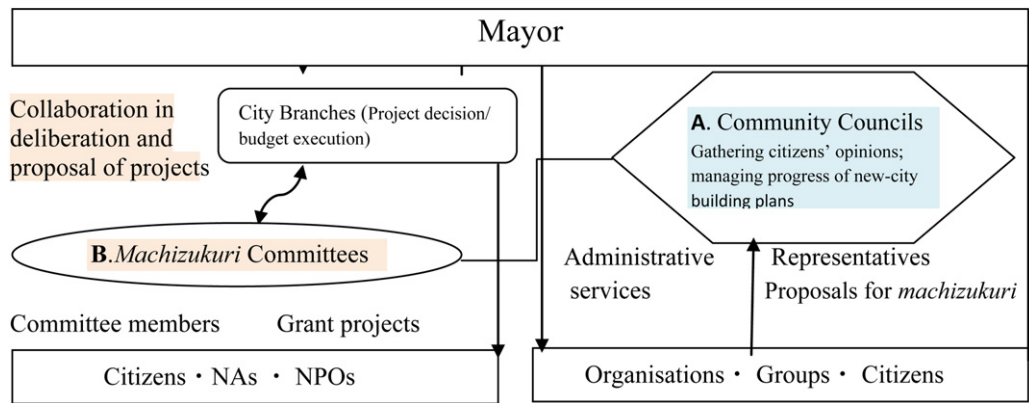 Mayor
Collaboration in
deliberation and
proposal of projects
City Branches (Project decision/
budget execution)
A. Community Councils
Gathering citizens’ opinions;
managing progress of new-city
building plans
B.Machizukuri Committees
Administrative
services
Representatives
Proposals for machizukuri
Committee members
Grant projects
Citizens・NAs・NPOs
Organisations・Groups・Citizens